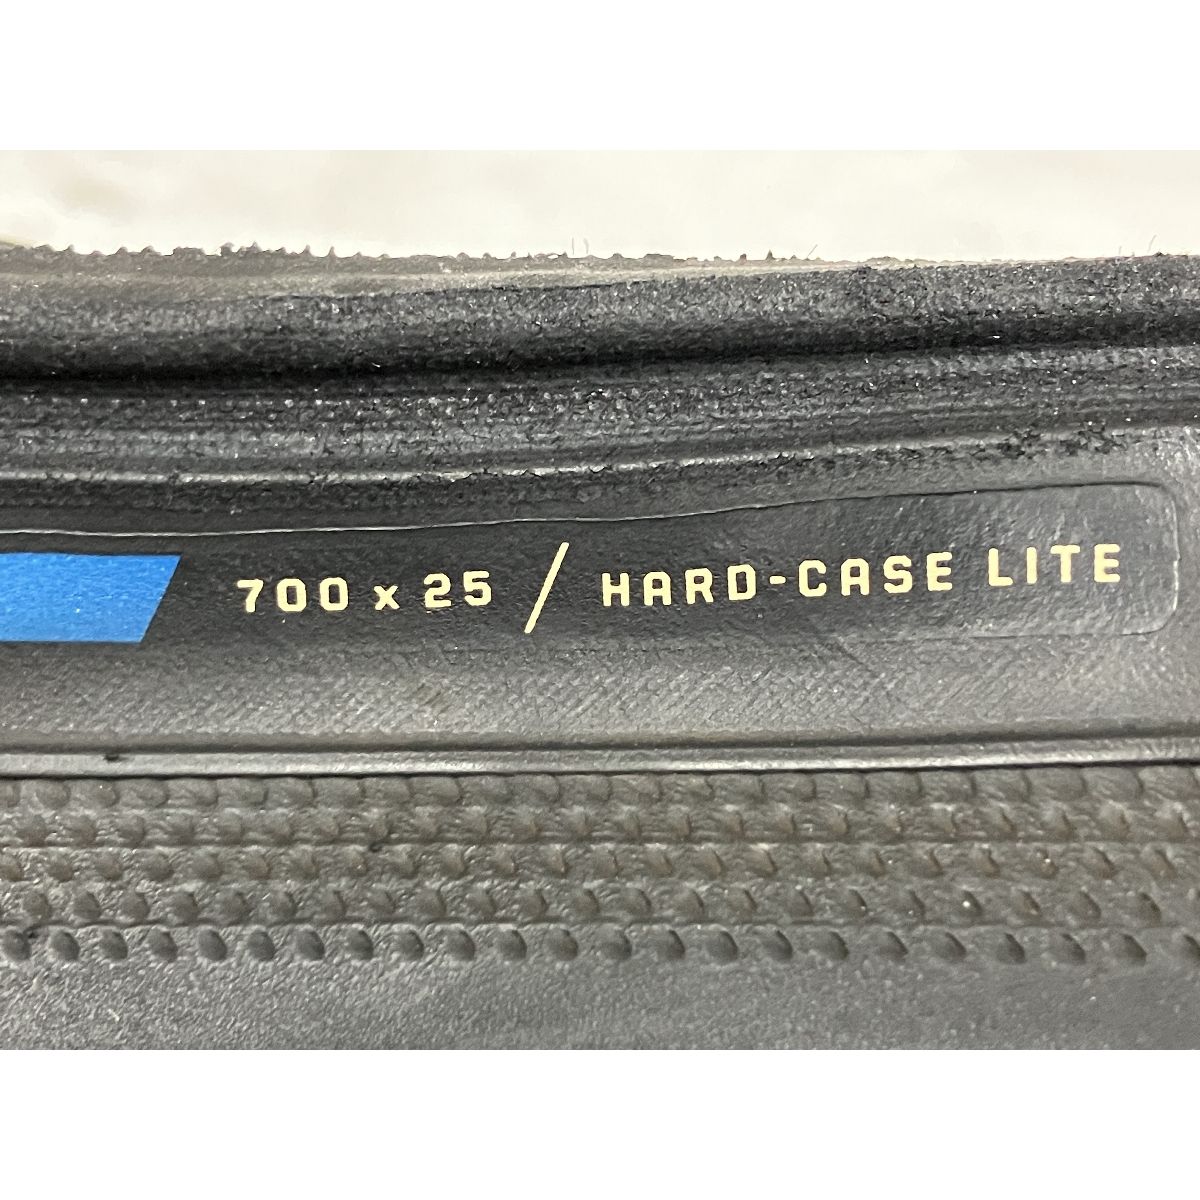 700 x 25 / HARD-CASE LITE